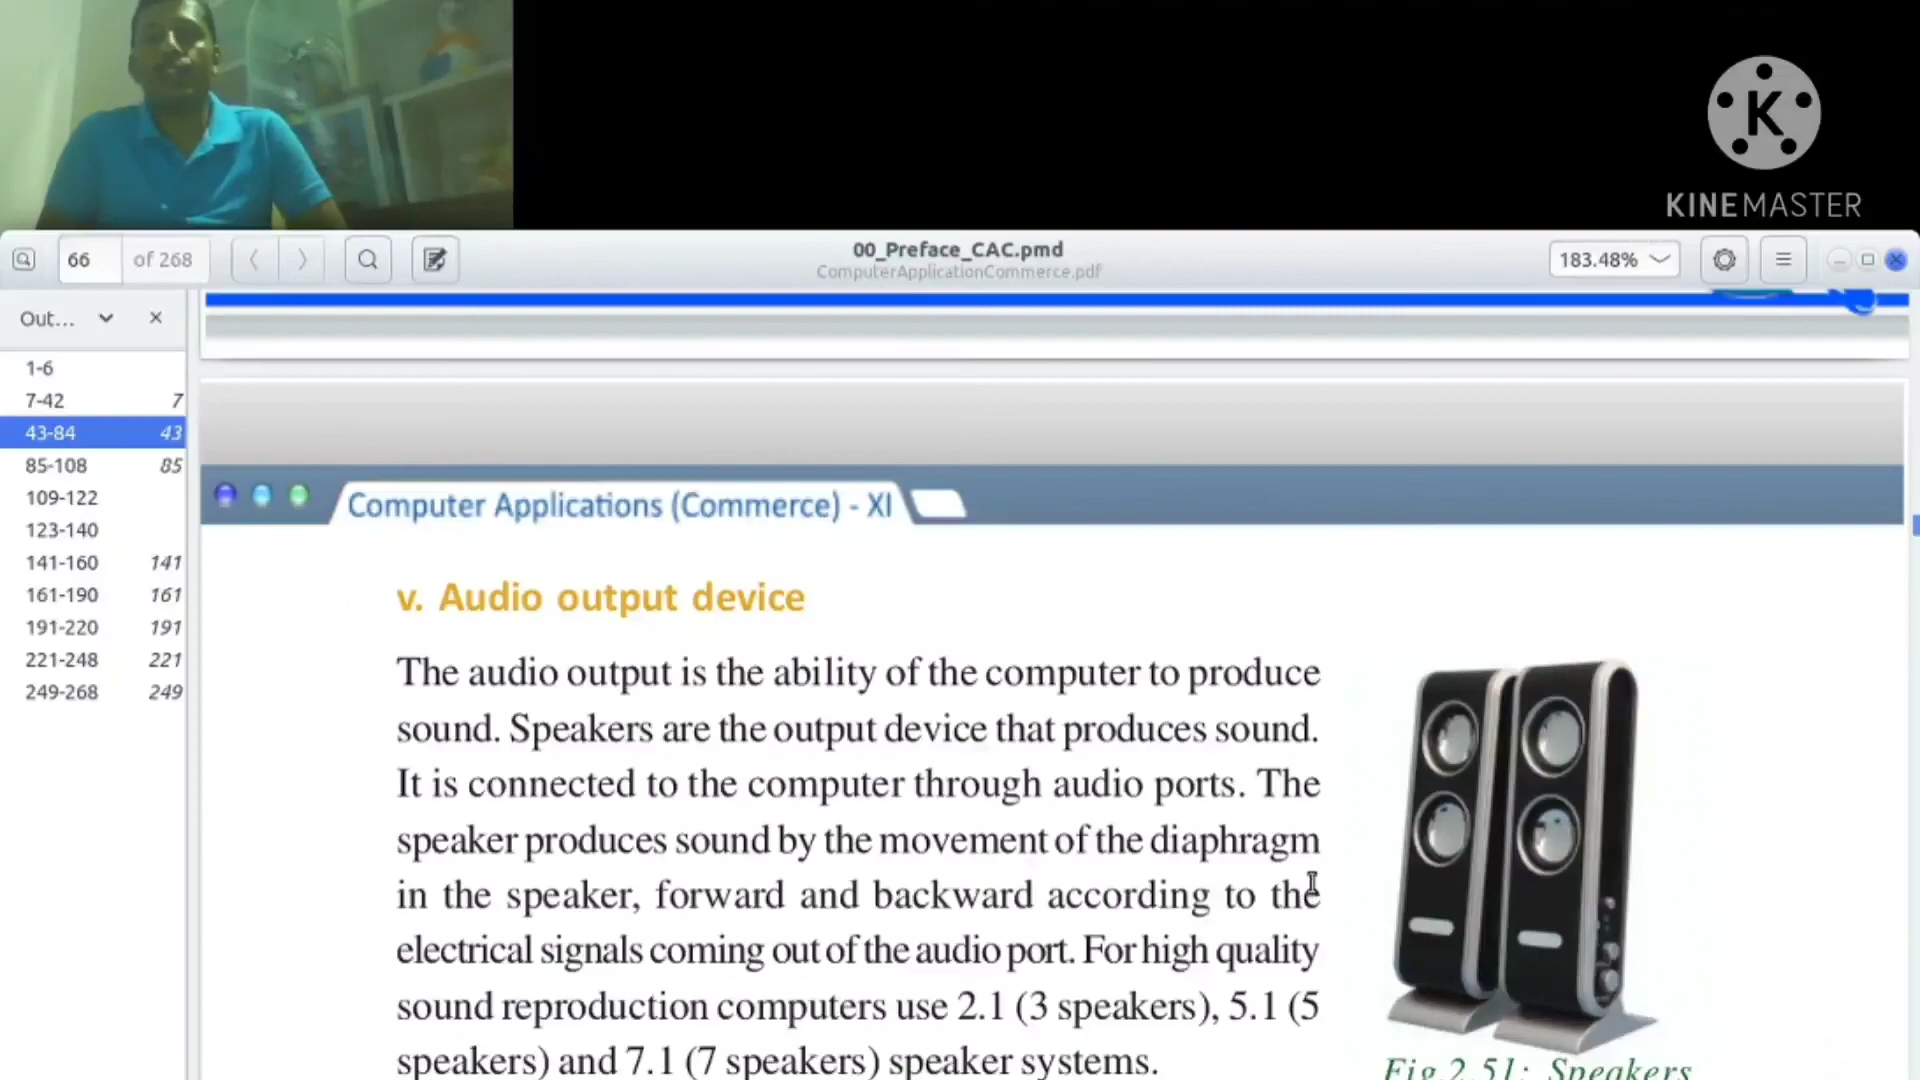 K
KINEMASTER
66 of 268
00_Preface_CAC.pmd
ComputerApplicationCommerce.pdf
183.48%
Out...
1-6
7-42 7
43-84 43
85-108 85
109-122
123-140
141-160 141
161-190 161
191-220 191
221-248 221
249-268 249
Computer Applications (Commerce) - XI
v. Audio output device
The audio output is the ability of the computer to produce
sound. Speakers are the output device that produces sound.
It is connected to the computer through audio ports. The
speaker produces sound by the movement of the diaphragm
in the speaker, forward and backward according to the
electrical signals coming out of the audio port. For high quality
sound reproduction computers use 2.1 (3 speakers), 5.1 (5
speakers) and 7.1 (7 speakers) speaker systems.
Fig.2.51: Speakers